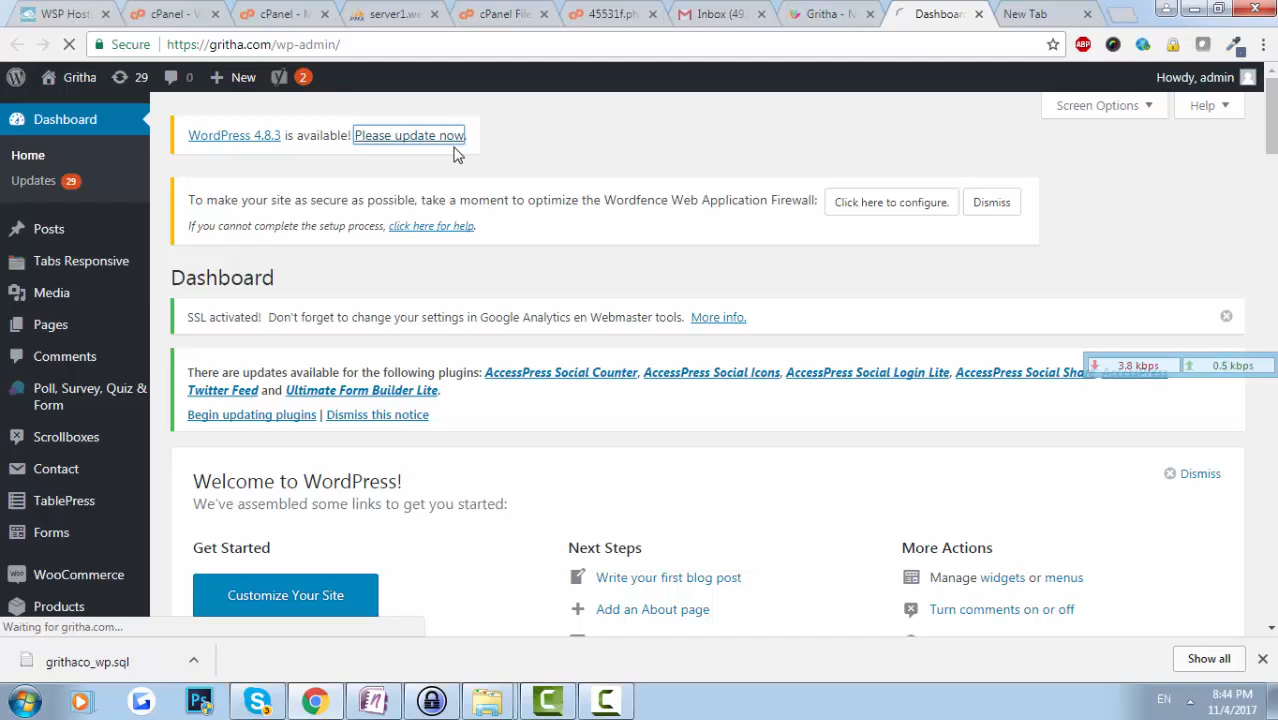 WSP Host
cPanel - V
cPanel - M
server1.we
cPanel File
45531f.ph
Inbox (49,
Gritha - N
Dashboar
New Tab
Secure
https://gritha.com/wp-admin/
ABP
Gritha
29
0
New
2
Howdy, admin
Dashboard
Home
Updates 29
Posts
Tabs Responsive
Media
Pages
Comments
Poll, Survey, Quiz &
Form
Scrollboxes
Contact
TablePress
Forms
WooCommerce
Products
Screen Options
Help
WordPress 4.8.3 is available! Please update now.
To make your site as secure as possible, take a moment to optimize the Wordfence Web Application Firewall:
Click here to configure.
Dismiss
If you cannot complete the setup process, click here for help.
Dashboard
SSL activated! Don't forget to change your settings in Google Analytics en Webmaster tools. More info.
3.8 kbps
0.5 kbps
There are updates available for the following plugins: AccessPress Social Counter, AccessPress Social Icons, AccessPress Social Login Lite, AccessPress Social Sha
Twitter Feed and Ultimate Form Builder Lite.
Begin updating plugins | Dismiss this notice
Welcome to WordPress!
Dismiss
We've assembled some links to get you started:
Get Started
Customize Your Site
Next Steps
Write your first blog post
Add an About page
More Actions
Manage widgets or menus
Turn comments on or off
Waiting for gritha.com...
grithaco_wp.sql
Show all
EN
8:44 PM
11/4/2017